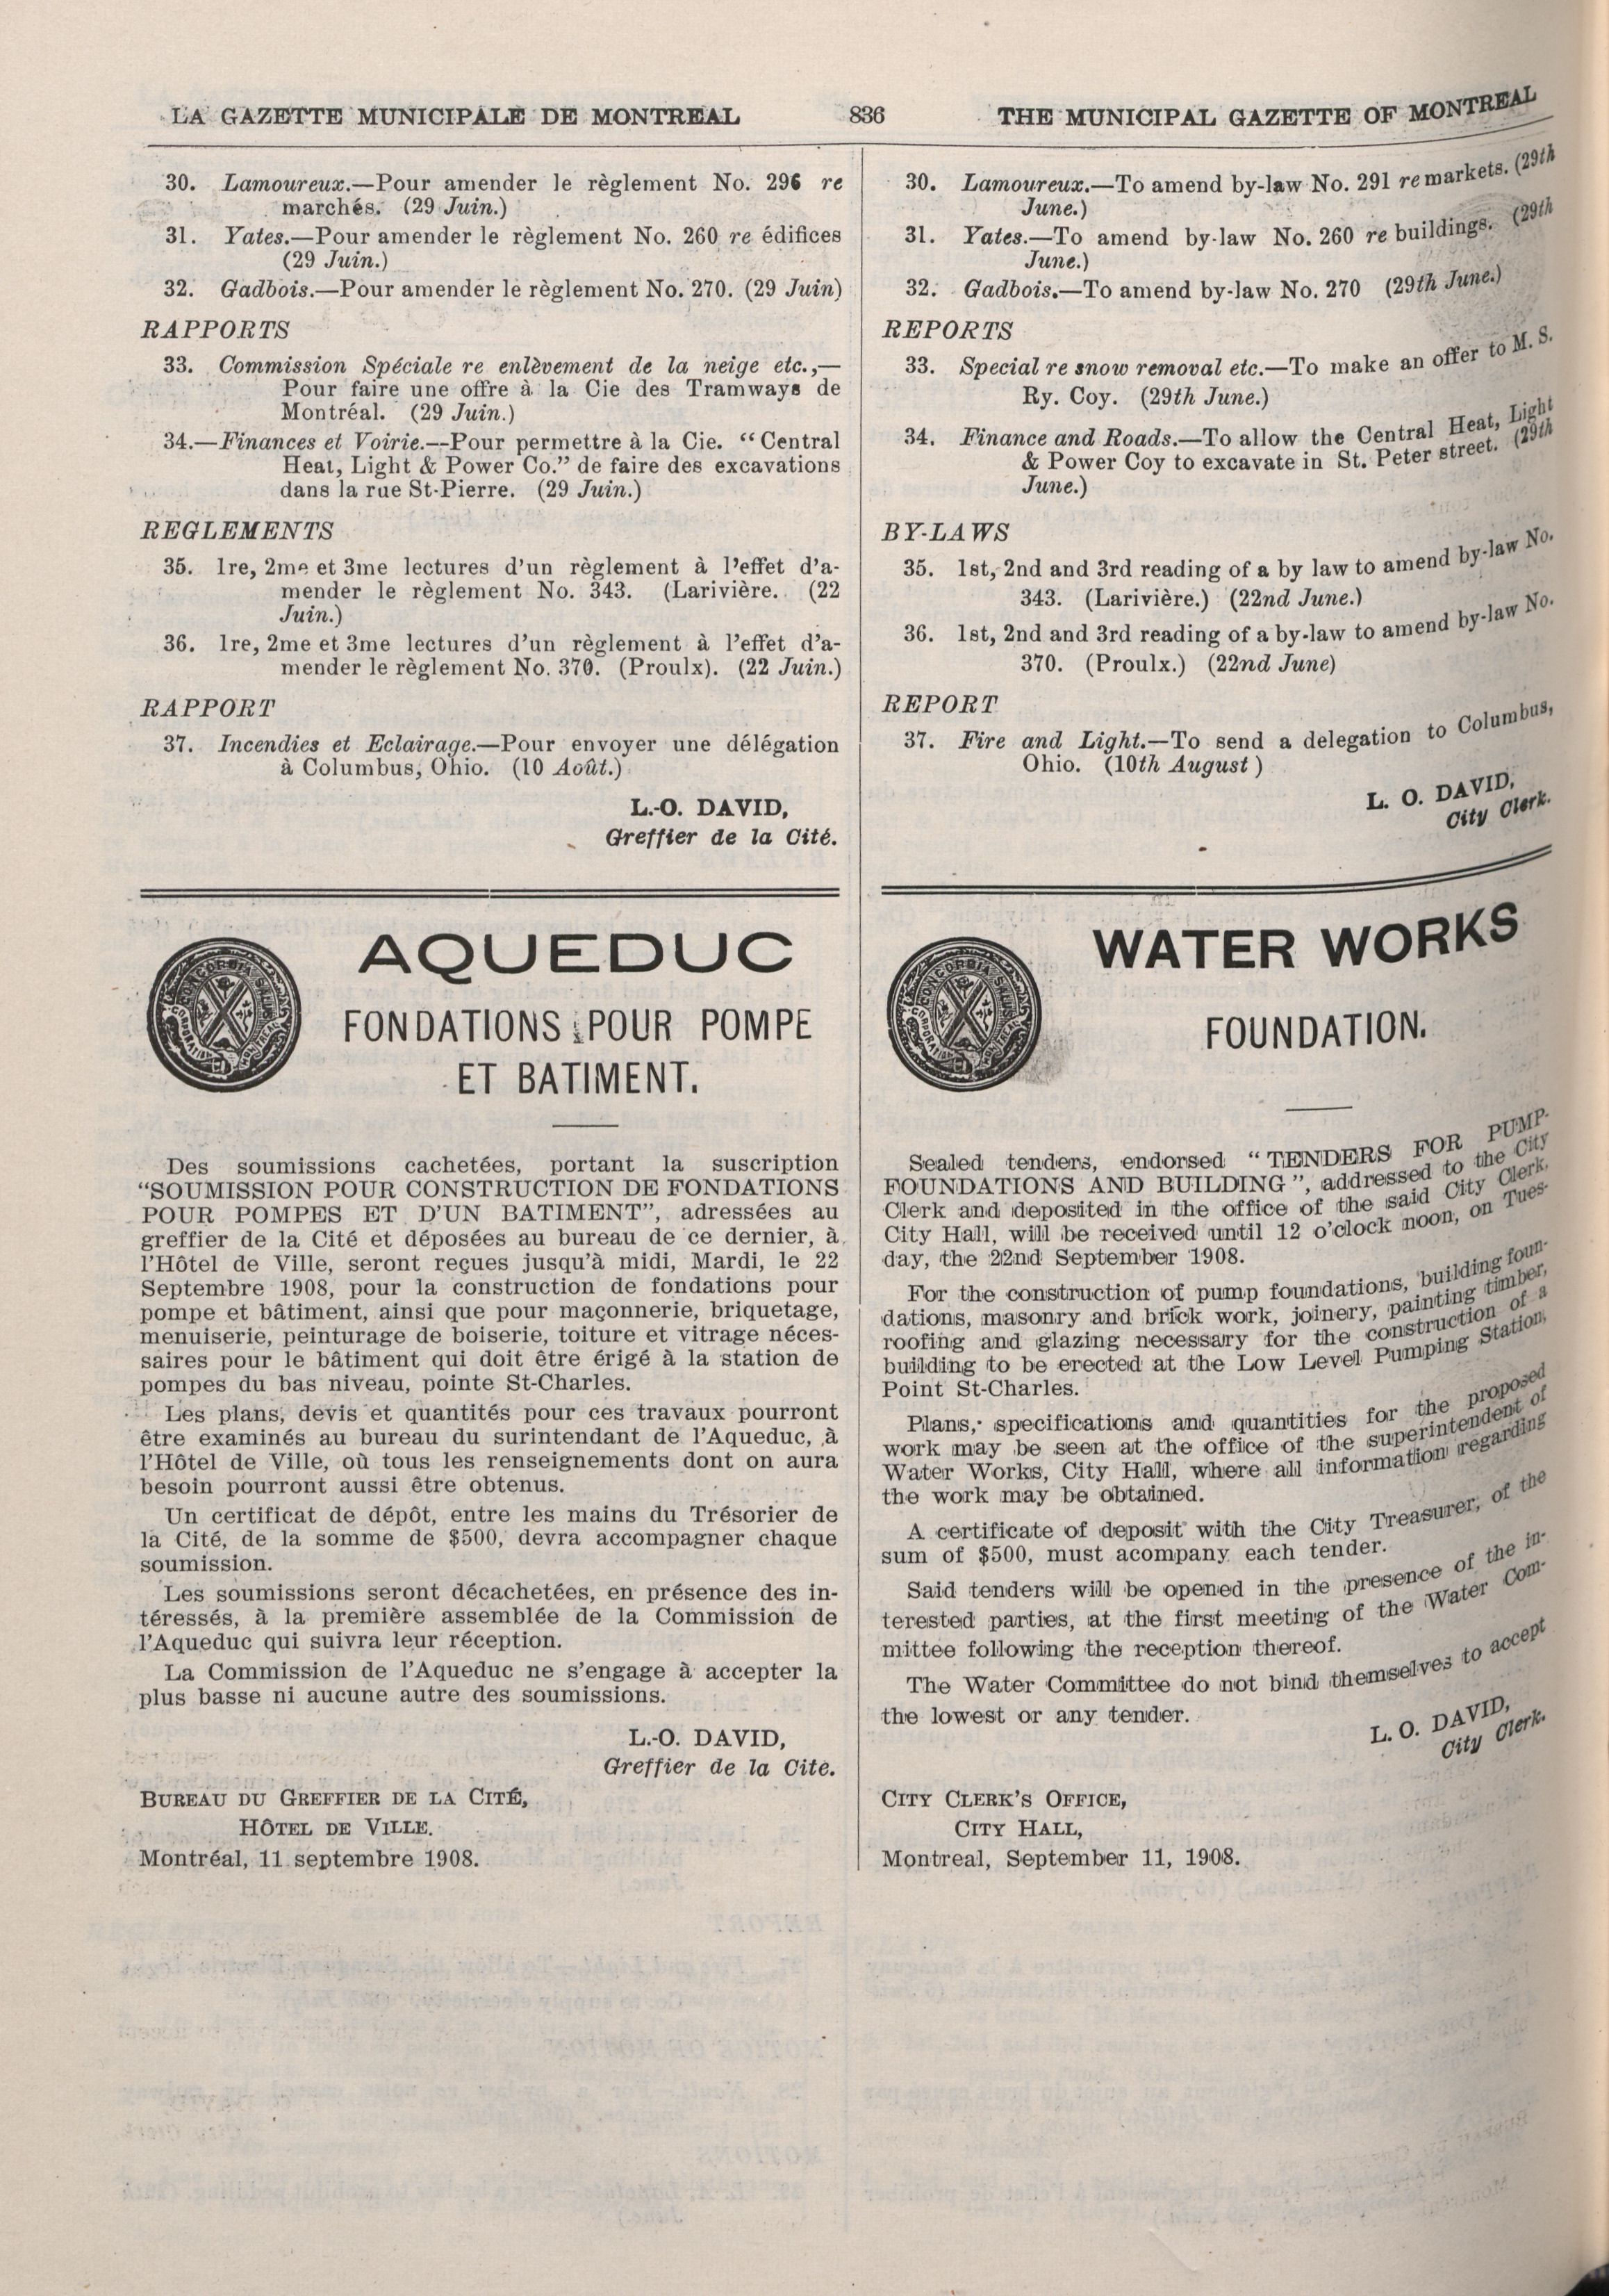 LA GAZETTE MUNICIPALE DE MONTREAL 836 THE MUNICIPAL GAZETTE OF MONTREAL
30. Lamoureux.—Pour amender le règlement No. 296 re
marchés. (29 Juin.)
31. Yates.—Pour amender le règlement No. 260 re édifices
(29 Juin.)
32. Gadbois.—Pour amender le règlement No. 270. (29 Juin)
RAPPORTS
33. Commission Spéciale re enlèvement de la neige etc.,—
Pour faire une offre à la Cie des Tramways de
Montréal. (29 Juin.)
34.—Finances et Voirie.--Pour permettre à la Cie. “Central
Heat, Light & Power Co.” de faire des excavations
dans la rue St-Pierre. (29 Juin.)
REGLEMENTS
35. 1re, 2me et 3me lectures d'un règlement à l'effet d'a-
mender le règlement No. 343. (Larivière. (22
Juin.)
36. 1re, 2me et 3me lectures d'un règlement à l'effet d'a-
mender le règlement No. 370. (Proulx). (22 Juin.)
RAPPORT
37. Incendies et Eclairage.—Pour envoyer une délégation
à Columbus, Ohio. (10 Août.)
L.-O. DAVID,
Greffier de la Cité.
AQUEDUC
FONDATIONS POUR POMPE
ET BATIMENT.
CONCORDIA SALUS
CORPORATION MONTREAL
Des soumissions cachetées, portant la suscription
“SOUMISSION POUR CONSTRUCTION DE FONDATIONS
POUR POMPES ET D'UN BATIMENT”, adressées au
greffier de la Cité et déposées au bureau de ce dernier, à
l'Hôtel de Ville, seront reçues jusqu'à midi, Mardi, le 22
Septembre 1908, pour la construction de fondations pour
pompe et bâtiment, ainsi que pour maçonnerie, briquetage,
menuiserie, peinturage de boiserie, toiture et vitrage néces-
saires pour le bâtiment qui doit être érigé à la station de
pompes du bas niveau, pointe St-Charles.
Les plans, devis et quantités pour ces travaux pourront
être examinés au bureau du surintendant de l'Aqueduc, à
l'Hôtel de Ville, où tous les renseignements dont on aura
besoin pourront aussi être obtenus.
Un certificat de dépôt, entre les mains du Trésorier de
la Cité, de la somme de $500, devra accompagner chaque
soumission.
Les soumissions seront décachetées, en présence des in-
téressés, à la première assemblée de la Commission de
l'Aqueduc qui suivra leur réception.
La Commission de l'Aqueduc ne s'engage à accepter la
plus basse ni aucune autre des soumissions.
L.-O. DAVID,
Greffier de la Cite.
BUREAU DU GREFFIER DE LA CITÉ,
HÔTEL DE VILLE.
Montréal, 11 septembre 1908.
30. Lamoureux.—To amend by-law No. 291 re markets. (29th
June.)
31. Yates.—To amend by-law No. 260 re buildings. (29th
June.)
32. Gadbois.—To amend by-law No. 270 (29th June.)
REPORTS
33. Special re snow removal etc.—To make an offer to M. S.
Ry. Coy. (29th June.)
34. Finance and Roads.—To allow the Central Heat, Light
& Power Coy to excavate in St. Peter street. (29th
June.)
BY-LAWS
35. 1st, 2nd and 3rd reading of a by law to amend by-law No.
343. (Larivière.) (22nd June.)
36. 1st, 2nd and 3rd reading of a by-law to amend by-law No.
370. (Proulx.) (22nd June)
REPORT
37. Fire and Light.—To send a delegation to Columbus,
Ohio. (10th August)
L. O. DAVID,
City Clerk.
WATER WORKS
FOUNDATION.
CONCORDIA SALUS
CORPORATION MONTREAL
Sealed tenders, endorsed “TENDERS FOR PUMP-
FOUNDATIONS AND BUILDING”, addressed to the City
Clerk and deposited in the office of the said City Clerk,
City Hall, will be received until 12 o'clock noon, on Tues-
day, the 22nd September 1908.
For the construction of pump foundations, building foun-
dations, masonry and brick work, joinery, painting timber,
roofing and glazing necessary for the construction of a
building to be erected at the Low Level Pumping Station,
Point St-Charles.
Plans, specifications and quantities for the proposed
work may be seen at the office of the superintendent of
Water Works, City Hall, where all information regarding
the work may be obtained.
A certificate of deposit with the City Treasurer, of the
sum of $500, must acompany each tender.
Said tenders will be opened in the presence of the in-
terested parties, at the first meeting of the Water Com-
mittee following the reception thereof.
The Water Committee do not bind themselves to accept
the lowest or any tender.
L. O. DAVID,
City Clerk.
CITY CLERK'S OFFICE,
CITY HALL,
Montreal, September 11, 1908.